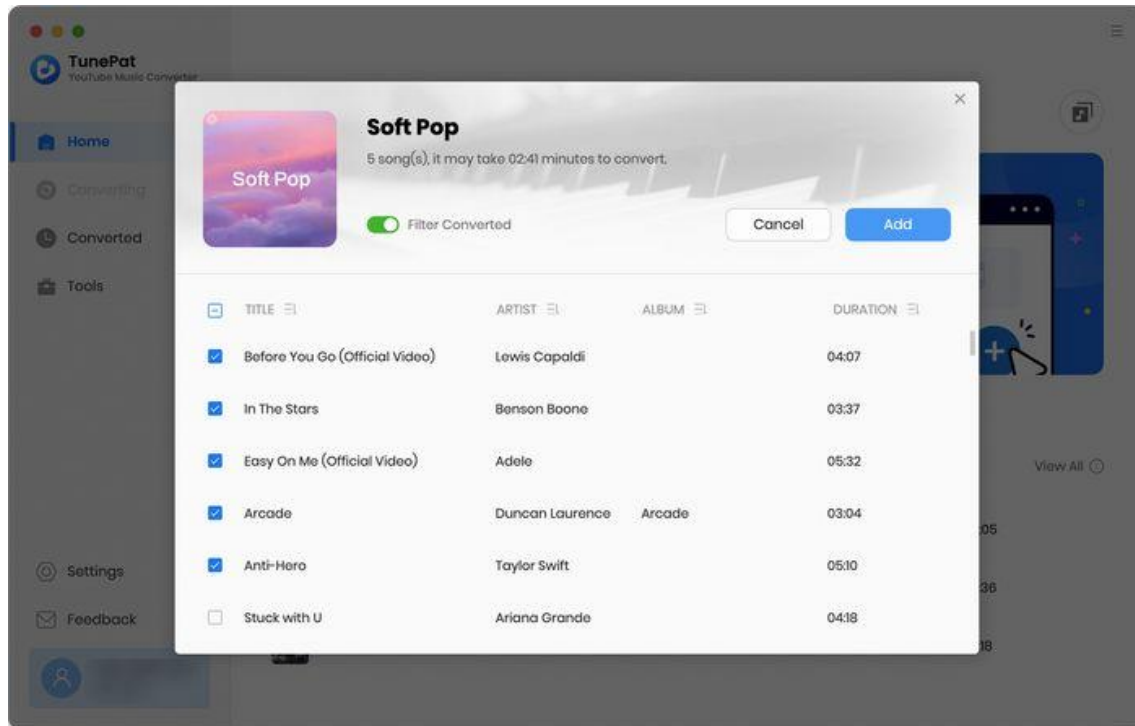 TunePat
YouTube Music Converter
Home
Converting
Converted
Tools
Settings
Feedback
Soft Pop
Soft Pop
5 song(s), it may take 02:41 minutes to convert.
Filter Converted
Cancel
Add
TITLE ARTIST ALBUM DURATION
Before You Go (Official Video) Lewis Capaldi 04:07
In The Stars Benson Boone 03:37
Easy On Me (Official Video) Adele 05:32
Arcade Duncan Laurence Arcade 03:04
Anti-Hero Taylor Swift 05:10
Stuck with U Ariana Grande 04:18
View All
:05
36
18